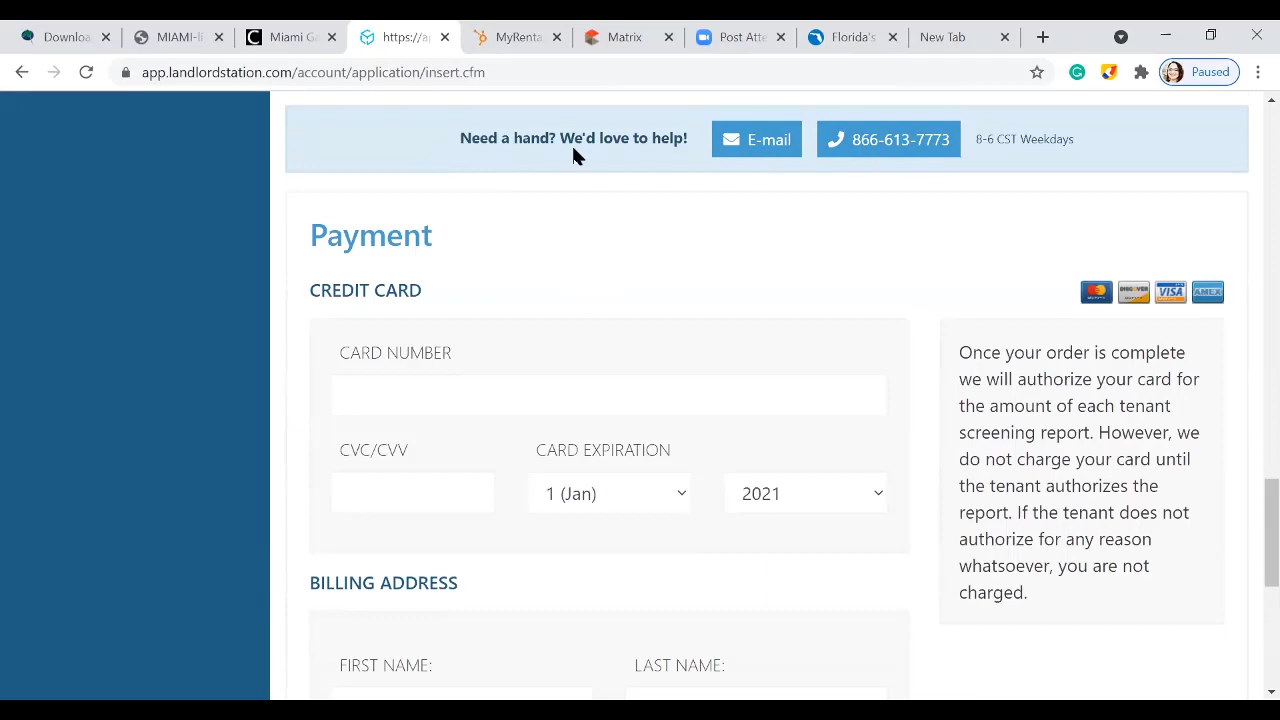 Downloa
MIAMI-li
Miami G
https://a
MyRenta
Matrix
Post Atte
Florida's
New Tab
app.landlordstation.com/account/application/insert.cfm
Paused
Need a hand? We'd love to help!
E-mail
866-613-7773
8-6 CST Weekdays
Payment
CREDIT CARD
DISCOVER
VISA
AMEX
CARD NUMBER
CVC/CVV
CARD EXPIRATION
1 (Jan)
2021
Once your order is complete
we will authorize your card for
the amount of each tenant
screening report. However, we
do not charge your card until
the tenant authorizes the
report. If the tenant does not
authorize for any reason
whatsoever, you are not
charged.
BILLING ADDRESS
FIRST NAME:
LAST NAME: